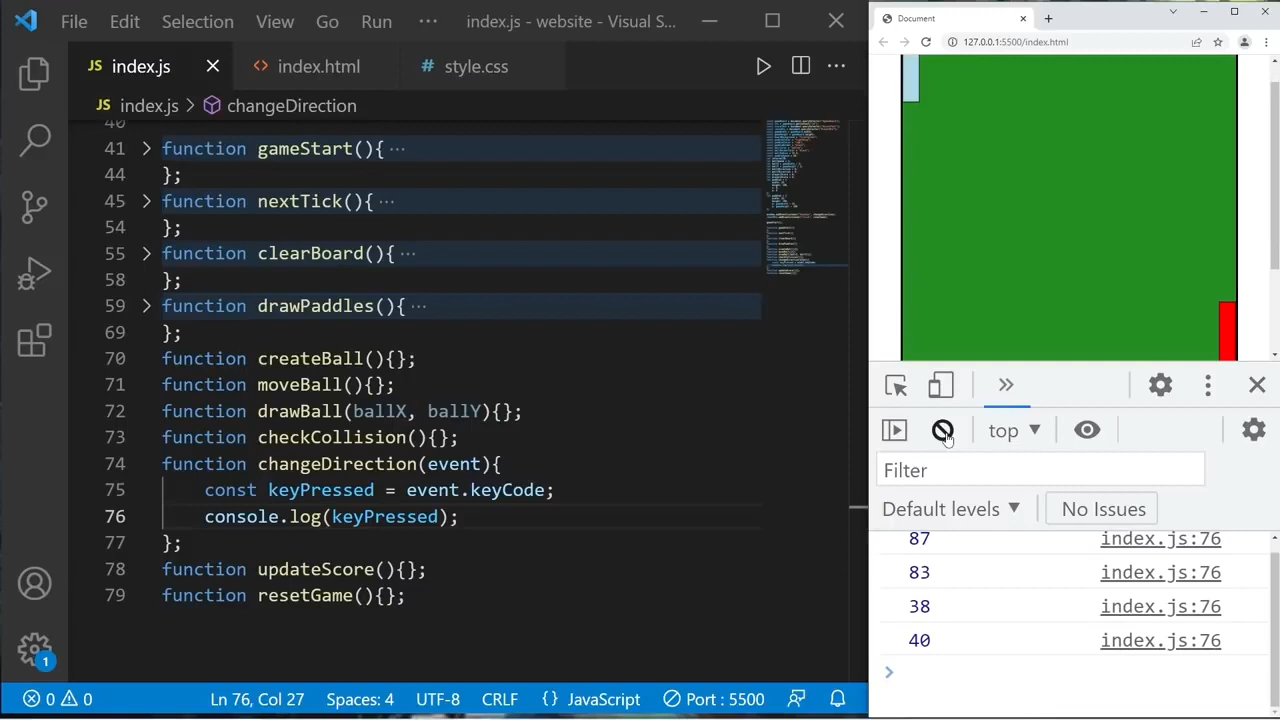 File Edit Selection View Go Run ··· index.js - website - Visual S...
JS index.js <> index.html # style.css
JS index.js > changeDirection
40
41 function gameStart(){ ···
44 };
45 function nextTick(){ ···
54 };
55 function clearBoard(){ ···
58 };
59 function drawPaddles(){ ···
69 };
70 function createBall(){};
71 function moveBall(){};
72 function drawBall(ballX, ballY){};
73 function checkCollision(){};
74 function changeDirection(event){
75 const keyPressed = event.keyCode;
76 console.log(keyPressed);
77 };
78 function updateScore(){};
79 function resetGame(){};
1
0 0 Ln 76, Col 27 Spaces: 4 UTF-8 CRLF {} JavaScript Port : 5500
Document
127.0.0.1:5500/index.html
top
Filter
Default levels No Issues
87 index.js:76
83 index.js:76
38 index.js:76
40 index.js:76